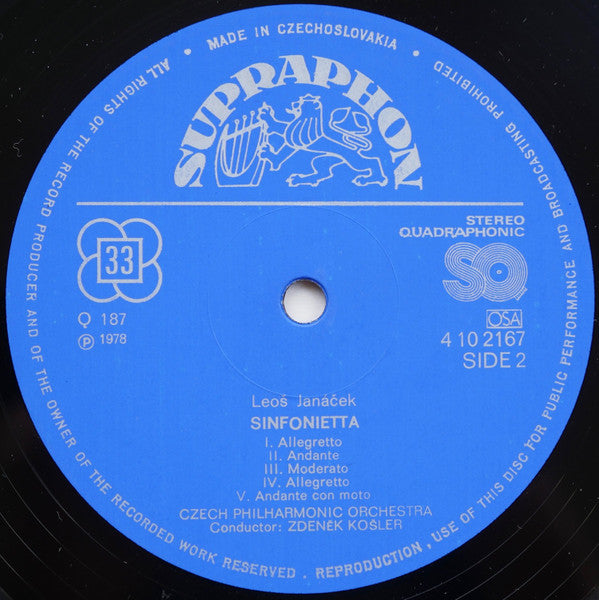 • MADE IN CZECHOSLOVAKIA •
ALL RIGHTS OF THE RECORD PRODUCER AND OF THE OWNER OF THE RECORDED WORK RESERVED . REPRODUCTION, USE OF THIS DISC FOR PUBLIC PERFORMANCE AND BROADCASTING PROHIBITED
SUPRAPHON
33
STEREO
QUADRAPHONIC
SQ
OSA
Q 187
℗ 1978
4 10 2167
SIDE 2
Leoš Janáček
SINFONIETTA
I. Allegretto
II. Andante
III. Moderato
IV. Allegretto
V. Andante con moto
CZECH PHILHARMONIC ORCHESTRA
Conductor: ZDENĚK KOŠLER